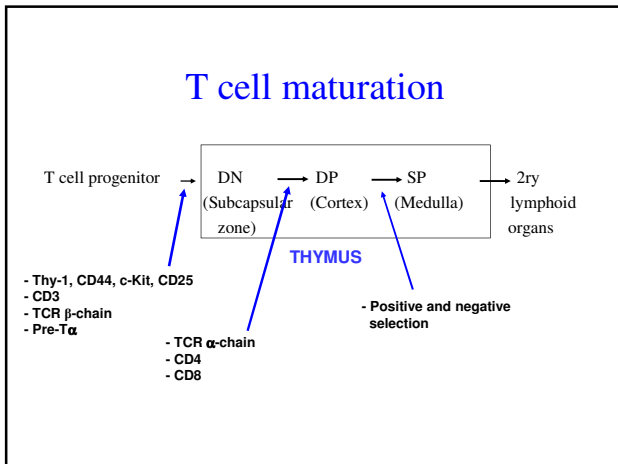 T cell maturation
T cell progenitor
DN
(Subcapsular
zone)
DP
(Cortex)
SP
(Medulla)
2ry
lymphoid
organs
THYMUS
- Thy-1, CD44, c-Kit, CD25
- CD3
- TCR β-chain
- Pre-Tα
- TCR α-chain
- CD4
- CD8
- Positive and negative
selection